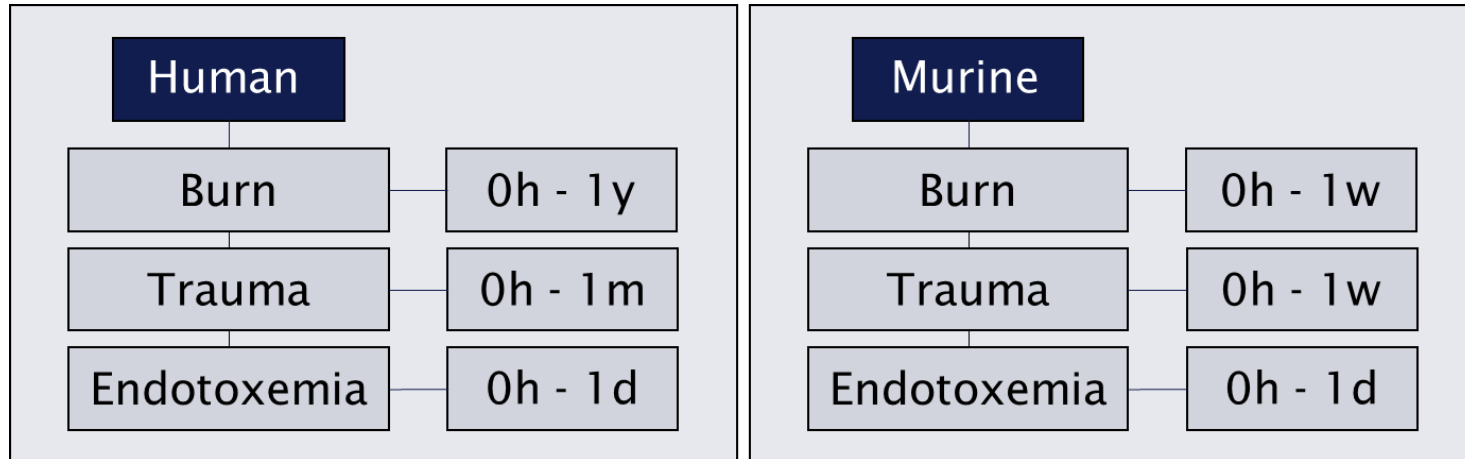 Human
Burn
0h - 1y
Trauma
0h - 1m
Endotoxemia
0h - 1d
Murine
Burn
0h - 1w
Trauma
0h - 1w
Endotoxemia
0h - 1d